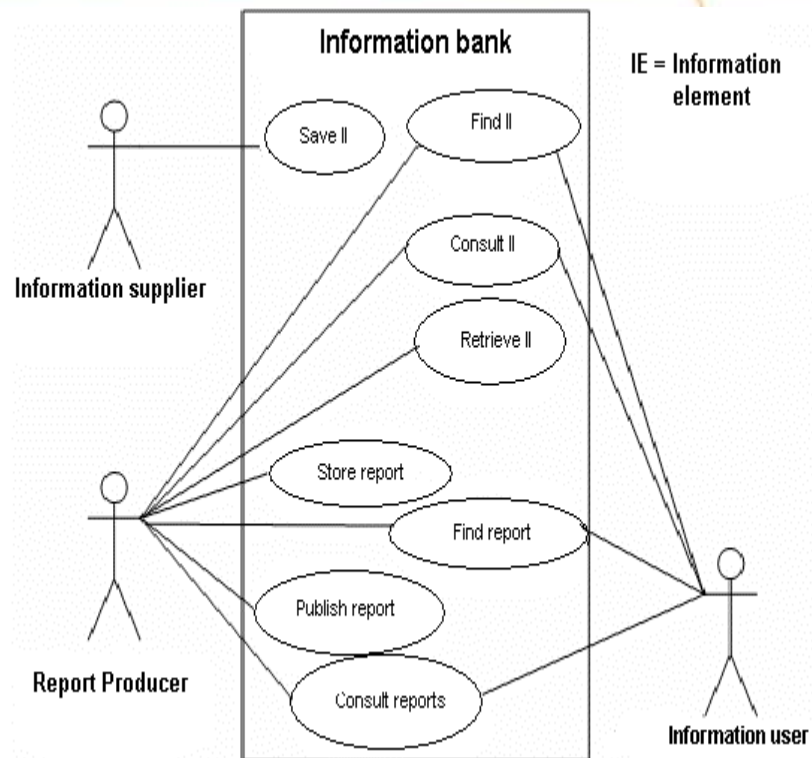 Information bank
IE = Information
element
Save II
Find II
Consult II
Information supplier
Retrieve II
Store report
Find report
Publish report
Report Producer
Consult reports
Information user